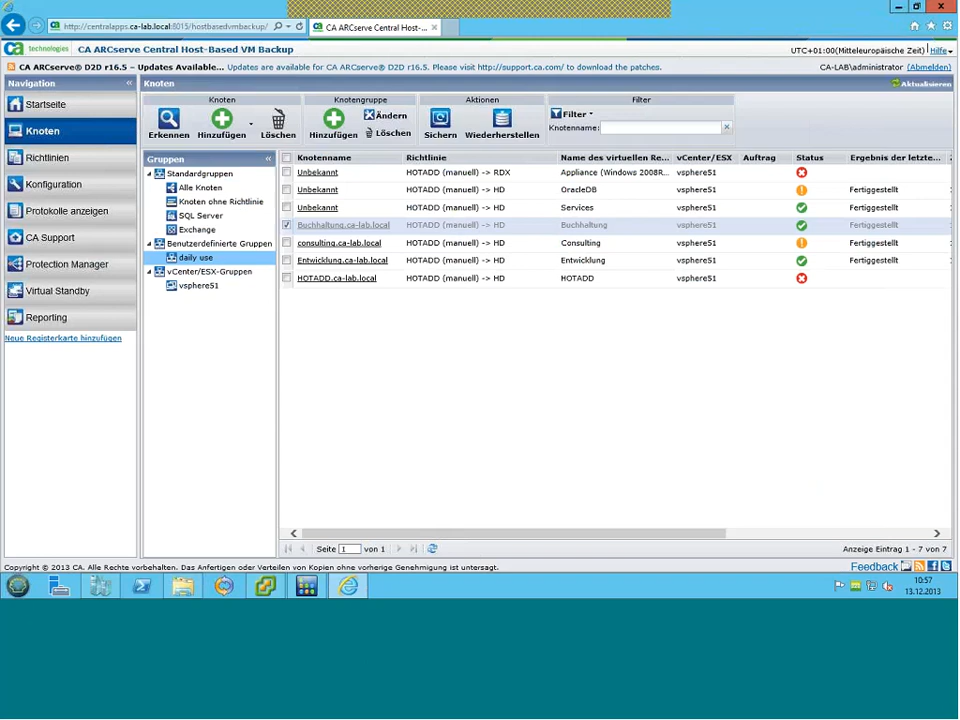 http://centralapps.ca-lab.local:8015/hostbasedvmbackup/
CA ARCserve Central Host-Bas...
ca technologies CA ARCserve Central Host-Based VM Backup
UTC+01:00(Mitteleuropäische Zeit) Hilfe
CA ARCserve® D2D r16.5 – Updates Available... Updates are available for CA ARCserve® D2D r16.5. Please visit http://support.ca.com/ to download the patches.
CA-LAB\administrator (Abmelden)
Navigation «
Startseite
Knoten
Richtlinien
Konfiguration
Protokolle anzeigen
CA Support
Protection Manager
Virtual Standby
Reporting
Neue Registerkarte hinzufügen
Knoten
Aktualisieren
Knoten Knotengruppe Aktionen Filter
Erkennen Hinzufügen Löschen
Hinzufügen Ändern Löschen
Sichern Wiederherstellen
Filter
Knotenname:
Gruppen «
Standardgruppen
Alle Knoten
Knoten ohne Richtlinie
SQL Server
Exchange
Benutzerdefinierte Gruppen
daily use
vCenter/ESX-Gruppen
vsphere51
Knotenname Richtlinie Name des virtuellen Re... vCenter/ESX Auftrag Status Ergebnis der letzte...
Unbekannt HOTADD (manuell) -> RDX Appliance (Windows 2008R... vsphere51
Unbekannt HOTADD (manuell) -> HD OracleDB vsphere51 Fertiggestellt
Unbekannt HOTADD (manuell) -> HD Services vsphere51 Fertiggestellt
Buchhaltung.ca-lab.local HOTADD (manuell) -> HD Buchhaltung vsphere51 Fertiggestellt
consulting.ca-lab.local HOTADD (manuell) -> HD Consulting vsphere51 Fertiggestellt
Entwicklung.ca-lab.local HOTADD (manuell) -> HD Entwicklung vsphere51 Fertiggestellt
HOTADD.ca-lab.local HOTADD (manuell) -> HD HOTADD vsphere51
Seite 1 von 1
Anzeige Eintrag 1 - 7 von 7
Copyright © 2013 CA. Alle Rechte vorbehalten. Das Anfertigen oder Verteilen von Kopien ohne vorherige Genehmigung ist untersagt.
Feedback
10:57
13.12.2013